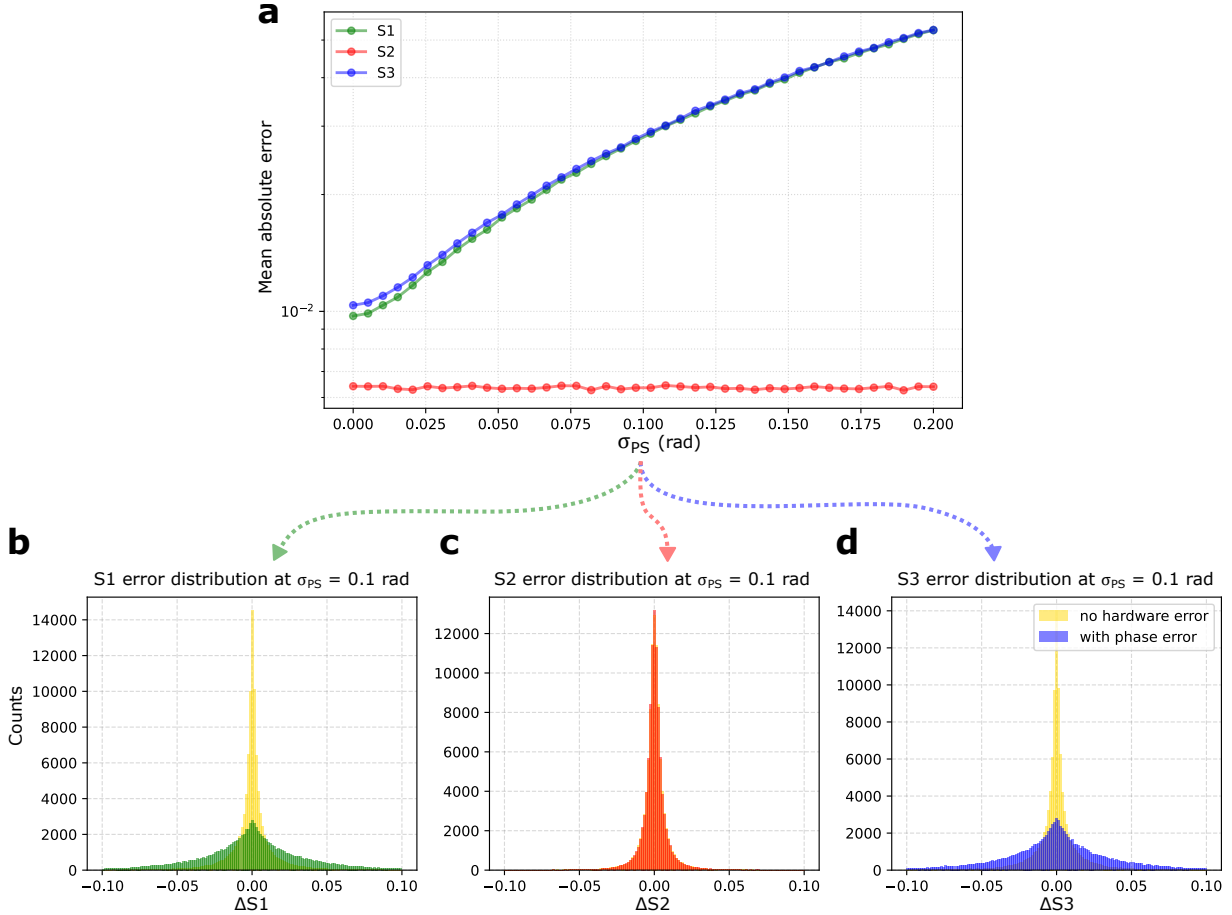 a
S1
S2
S3
Mean absolute error
10⁻²
0.000 0.025 0.050 0.075 0.100 0.125 0.150 0.175 0.200
σPS (rad)
b
S1 error distribution at σPS = 0.1 rad
Counts
14000
12000
10000
8000
6000
4000
2000
0
−0.10 −0.05 0.00 0.05 0.10
ΔS1
c
S2 error distribution at σPS = 0.1 rad
12000
10000
8000
6000
4000
2000
0
−0.10 −0.05 0.00 0.05 0.10
ΔS2
d
S3 error distribution at σPS = 0.1 rad
no hardware error
with phase error
14000
12000
10000
8000
6000
4000
2000
0
−0.10 −0.05 0.00 0.05 0.10
ΔS3